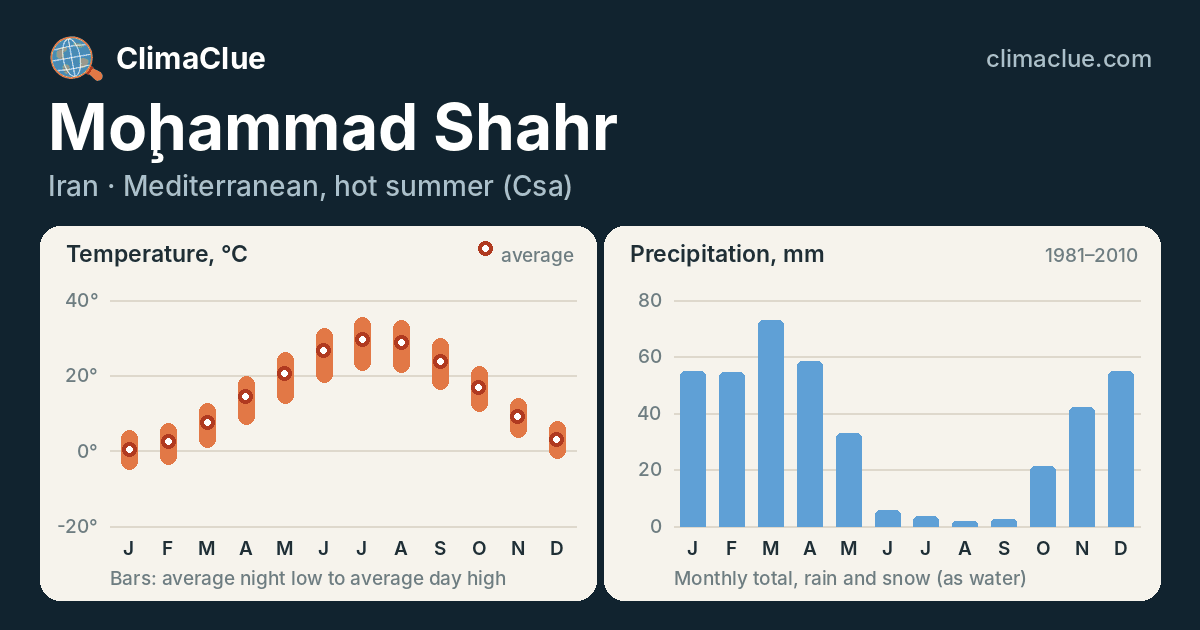 ClimaClue
climaclue.com
Moḩammad Shahr
Iran · Mediterranean, hot summer (Csa)
Temperature, °C
average
40°
20°
0°
-20°
J F M A M J J A S O N D
Bars: average night low to average day high
Precipitation, mm
1981–2010
80
60
40
20
0
J F M A M J J A S O N D
Monthly total, rain and snow (as water)